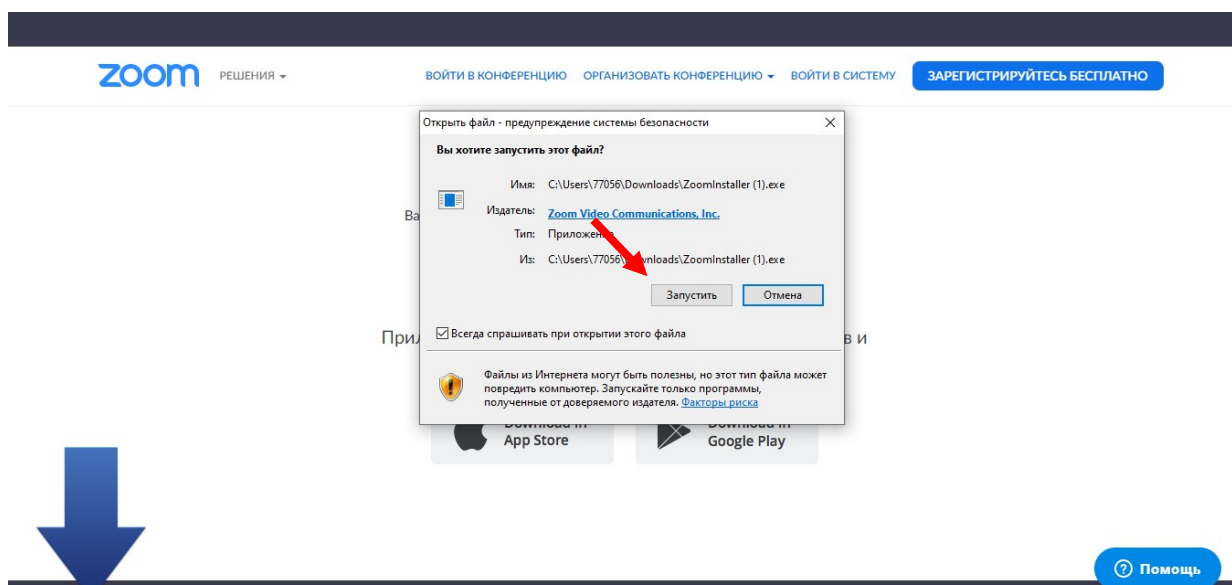 zoom РЕШЕНИЯ ВОЙТИ В КОНФЕРЕНЦИЮ ОРГАНИЗОВАТЬ КОНФЕРЕНЦИЮ ВОЙТИ В СИСТЕМУ ЗАРЕГИСТРИРУЙТЕСЬ БЕСПЛАТНО
Открыть файл - предупреждение системы безопасности
Вы хотите запустить этот файл?
Имя: C:\Users\77056\Downloads\ZoomInstaller (1).exe
Издатель: Zoom Video Communications, Inc.
Тип: Приложение
Из: C:\Users\77056\Downloads\ZoomInstaller (1).exe
Запустить Отмена
Всегда спрашивать при открытии этого файла
в и
Файлы из Интернета могут быть полезны, но этот тип файла может
повредить компьютер. Запускайте только программы,
полученные от доверяемого издателя. Факторы риска
Download in
App Store
Download in
Google Play
Помощь